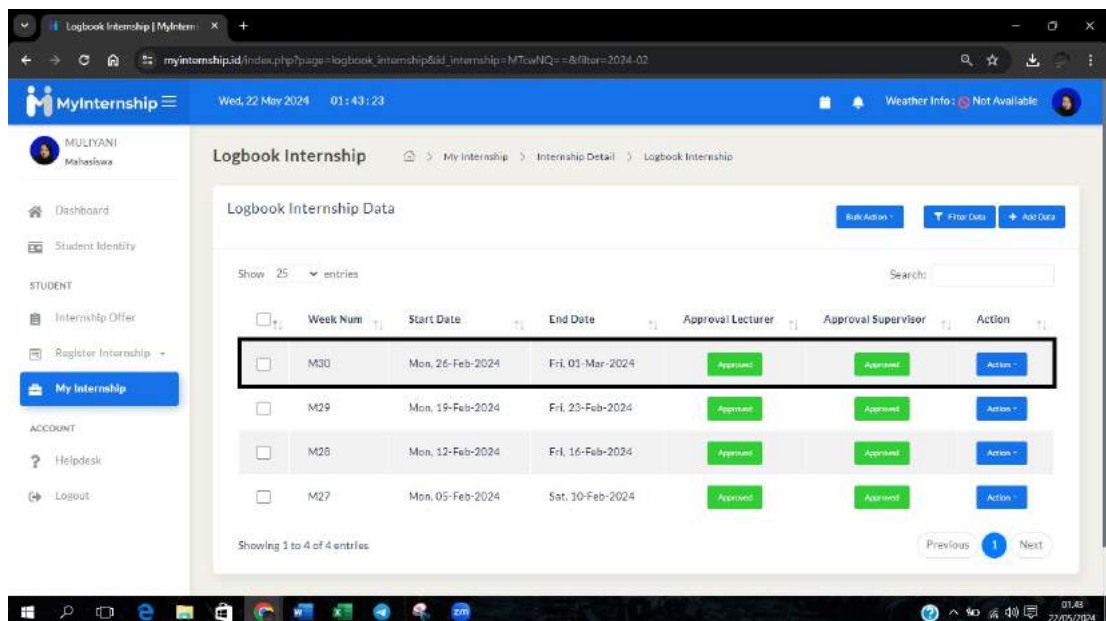 Logbook Internship | MyIntern
myinternship.id/index.php?page=logbook_internship&id_internship=MTcwNQ==&filter=2024-02
MyInternship
Wed, 22 May 2024 01:43:23
Weather Info : Not Available
MULIYANI
Mahasiswa
Dashboard
Student Identity
STUDENT
Internship Offer
Register Internship
My Internship
ACCOUNT
Helpdesk
Logout
Logbook Internship
My Internship > Internship Detail > Logbook Internship
Logbook Internship Data
Bulk Action
Filter Data
+ Add Data
Show 25 entries
Search:
Week Num Start Date End Date Approval Lecturer Approval Supervisor Action
M30 Mon, 26-Feb-2024 Fri, 01-Mar-2024 Approved Approved Action
M29 Mon, 19-Feb-2024 Fri, 23-Feb-2024 Approved Approved Action
M28 Mon, 12-Feb-2024 Fri, 16-Feb-2024 Approved Approved Action
M27 Mon, 05-Feb-2024 Sat, 10-Feb-2024 Approved Approved Action
Showing 1 to 4 of 4 entries
Previous 1 Next
zm
01.43
22/05/2024